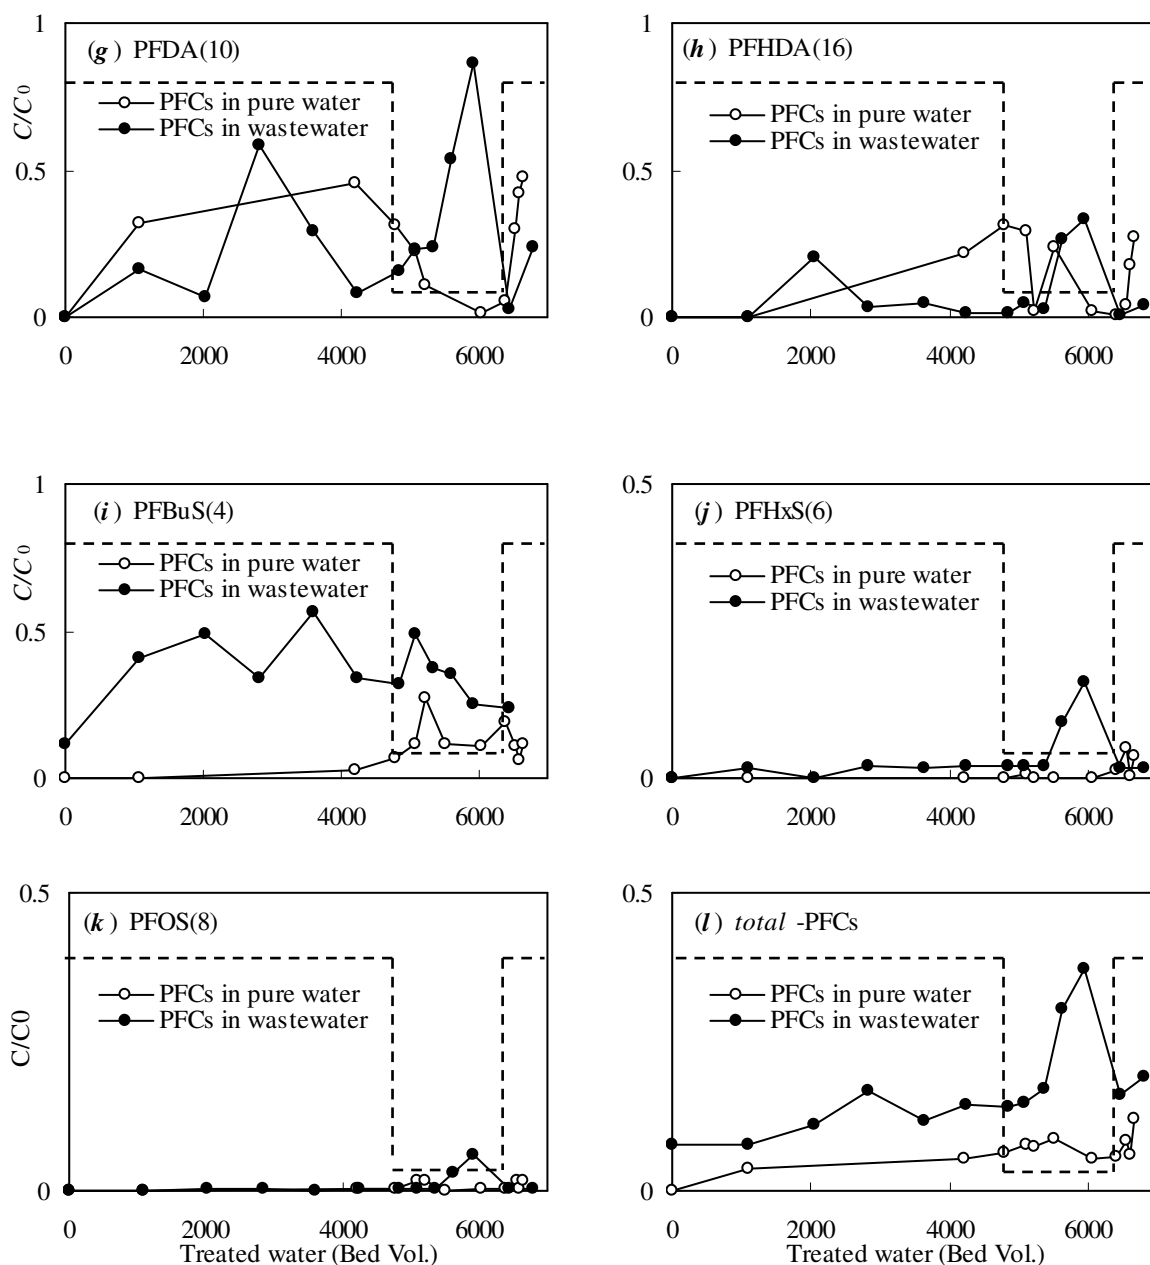 1
(g) PFDA(10)
PFCs in pure water
PFCs in wastewater
C/C0
0.5
0
0 2000 4000 6000
1
(h) PFHDA(16)
PFCs in pure water
PFCs in wastewater
0.5
0
0 2000 4000 6000
1
(i) PFBuS(4)
PFCs in pure water
PFCs in wastewater
C/C0
0.5
0
0 2000 4000 6000
0.5
(j) PFHxS(6)
PFCs in pure water
PFCs in wastewater
0
0 2000 4000 6000
0.5
(k) PFOS(8)
PFCs in pure water
PFCs in wastewater
C/C0
0
0 2000 4000 6000
Treated water (Bed Vol.)
0.5
(l) total -PFCs
PFCs in pure water
PFCs in wastewater
0
0 2000 4000 6000
Treated water (Bed Vol.)